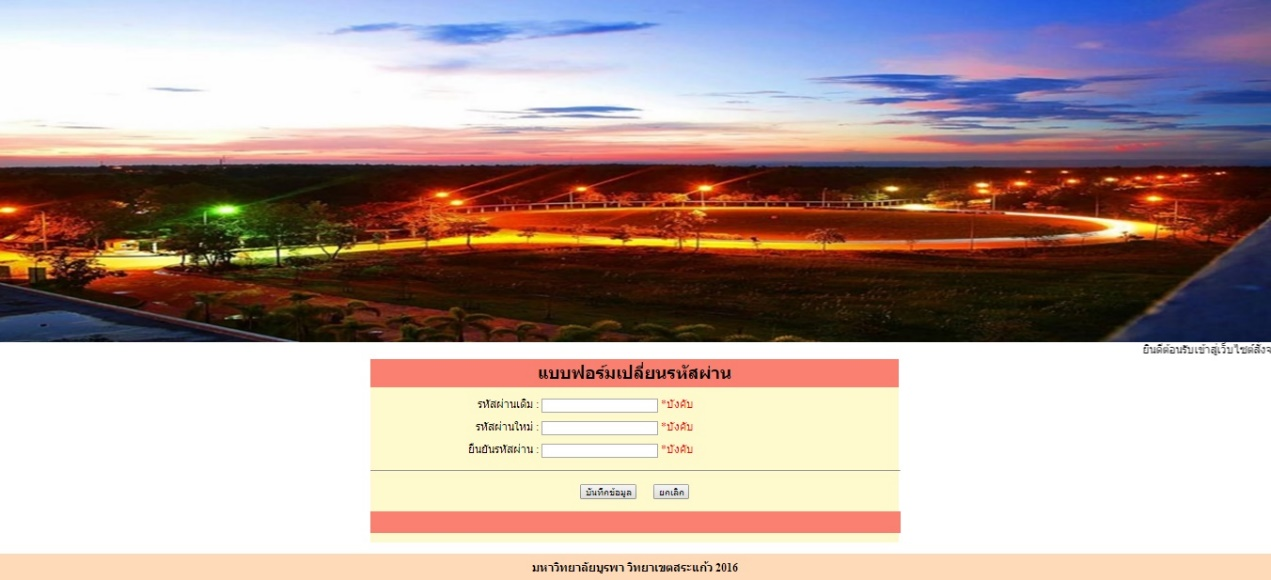 ยินดีต้อนรับเข้าสู่เว็บไซต์สั่งจ
แบบฟอร์มเปลี่ยนรหัสผ่าน
รหัสผ่านเดิม : *บังคับ
รหัสผ่านใหม่ : *บังคับ
ยืนยันรหัสผ่าน : *บังคับ
บันทึกข้อมูล ยกเลิก
มหาวิทยาลัยบูรพา วิทยาเขตสระแก้ว 2016